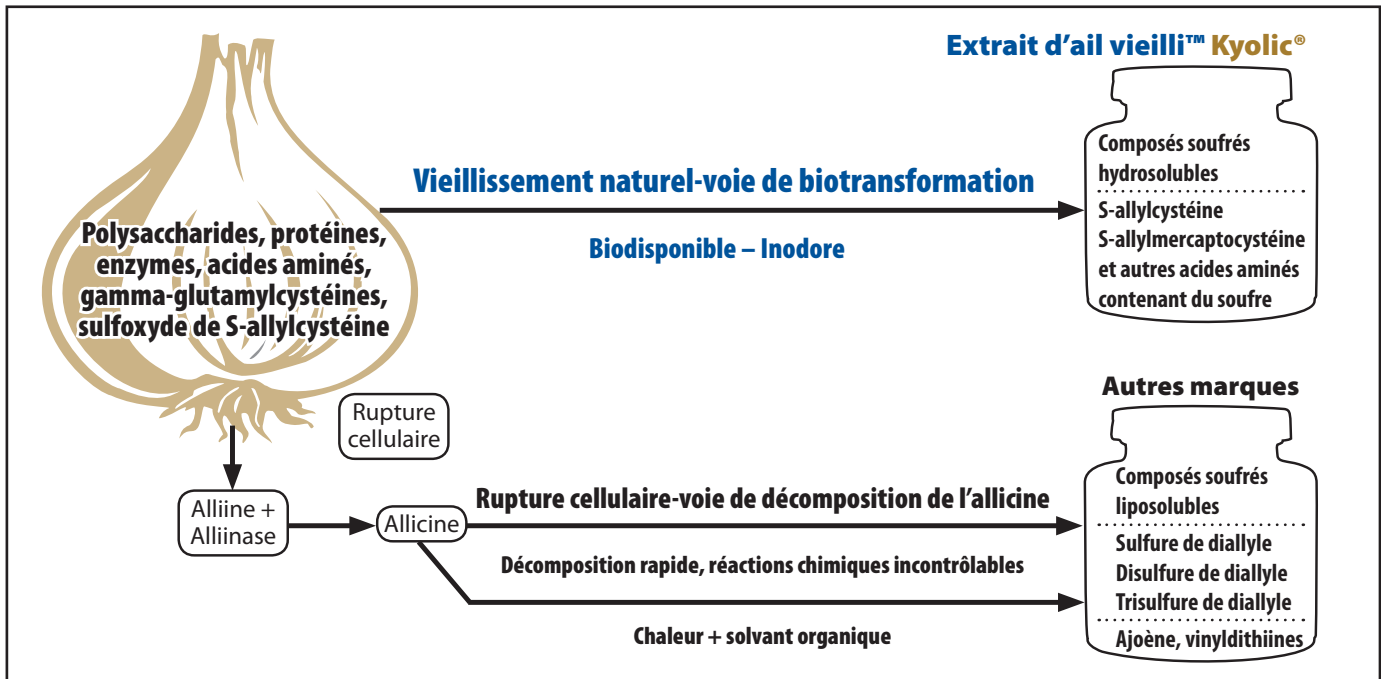 Extrait d’ail vieilli™ Kyolic®
Composés soufrés
hydrosolubles
S-allylcystéine
S-allylmercaptocystéine
et autres acides aminés
contenant du soufre
Vieillissement naturel-voie de biotransformation
Biodisponible – Inodore
Polysaccharides, protéines,
enzymes, acides aminés,
gamma-glutamylcystéines,
sulfoxyde de S-allylcystéine
Rupture
cellulaire
Alliine +
Alliinase
Allicine
Rupture cellulaire-voie de décomposition de l’allicine
Décomposition rapide, réactions chimiques incontrôlables
Chaleur + solvant organique
Autres marques
Composés soufrés
liposolubles
Sulfure de diallyle
Disulfure de diallyle
Trisulfure de diallyle
Ajoène, vinyldithiines